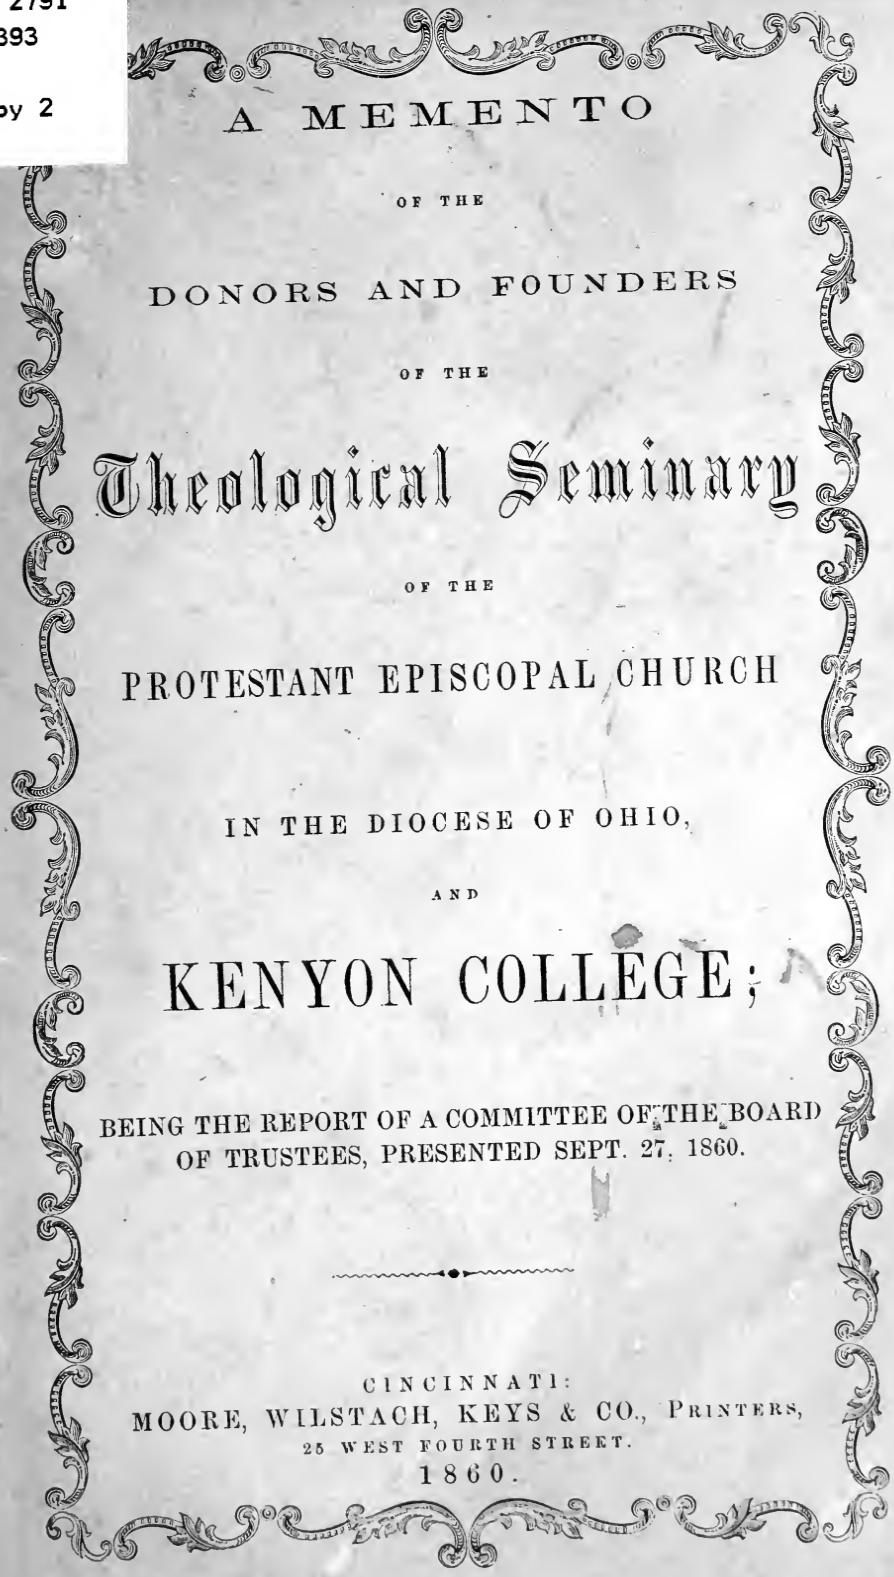 2791
393
py 2
A MEMENTO
OF THE
DONORS AND FOUNDERS
OF THE
Theological Seminary
OF THE
PROTESTANT EPISCOPAL CHURCH
IN THE DIOCESE OF OHIO,
AND
KENYON COLLEGE;
BEING THE REPORT OF A COMMITTEE OF THE BOARD
OF TRUSTEES, PRESENTED SEPT. 27, 1860.
CINCINNATI:
MOORE, WILSTACH, KEYS & CO., PRINTERS,
25 WEST FOURTH STREET.
1860.